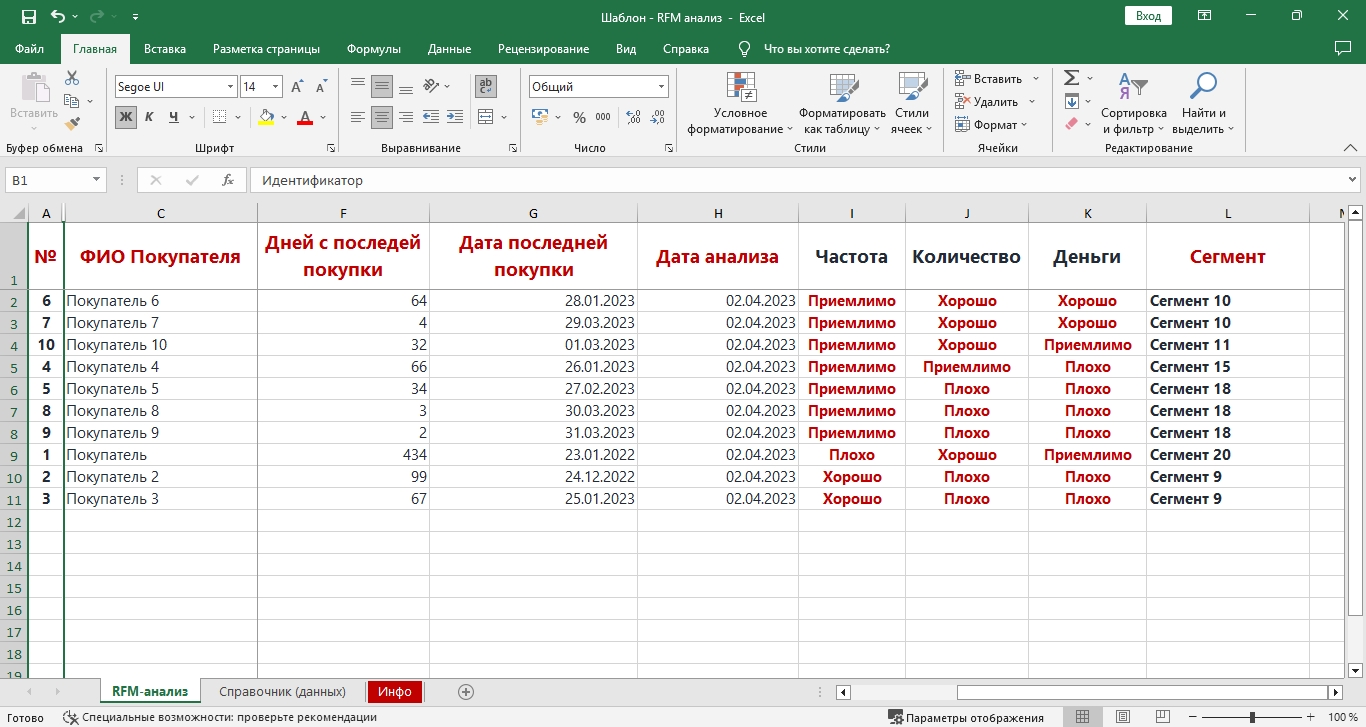 Шаблон - RFM анализ - Excel
Вход
Файл Главная Вставка Разметка страницы Формулы Данные Рецензирование Вид Справка Что вы хотите сделать?
Вставить
Буфер обмена
Segoe UI 14
Ж К Ч
Шрифт
ab
Выравнивание
Общий
% 000
Число
Условное форматирование
Форматировать как таблицу
Стили ячеек
Стили
Вставить
Удалить
Формат
Ячейки
Сортировка и фильтр
Найти и выделить
Редактирование
B1 fx Идентификатор
A C F G H I J K L
1 № ФИО Покупателя Дней с последей покупки Дата последней покупки Дата анализа Частота Количество Деньги Сегмент
2 6 Покупатель 6 64 28.01.2023 02.04.2023 Приемлимо Хорошо Хорошо Сегмент 10
3 7 Покупатель 7 4 29.03.2023 02.04.2023 Приемлимо Хорошо Хорошо Сегмент 10
4 10 Покупатель 10 32 01.03.2023 02.04.2023 Приемлимо Хорошо Приемлимо Сегмент 11
5 4 Покупатель 4 66 26.01.2023 02.04.2023 Приемлимо Приемлимо Плохо Сегмент 15
6 5 Покупатель 5 34 27.02.2023 02.04.2023 Приемлимо Плохо Плохо Сегмент 18
7 8 Покупатель 8 3 30.03.2023 02.04.2023 Приемлимо Плохо Плохо Сегмент 18
8 9 Покупатель 9 2 31.03.2023 02.04.2023 Приемлимо Плохо Плохо Сегмент 18
9 1 Покупатель 434 23.01.2022 02.04.2023 Плохо Хорошо Приемлимо Сегмент 20
10 2 Покупатель 2 99 24.12.2022 02.04.2023 Хорошо Плохо Плохо Сегмент 9
11 3 Покупатель 3 67 25.01.2023 02.04.2023 Хорошо Плохо Плохо Сегмент 9
12
13
14
15
16
17
18
19
RFM-анализ Справочник (данных) Инфо
Готово Специальные возможности: проверьте рекомендации Параметры отображения 100 %